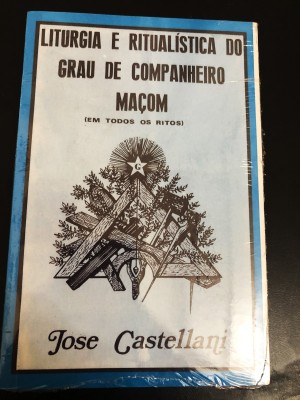 LITURGIA E RITUALÍSTICA DO
GRAU DE COMPANHEIRO
MAÇOM
(EM TODOS OS RITOS)
G
Jose Castellani